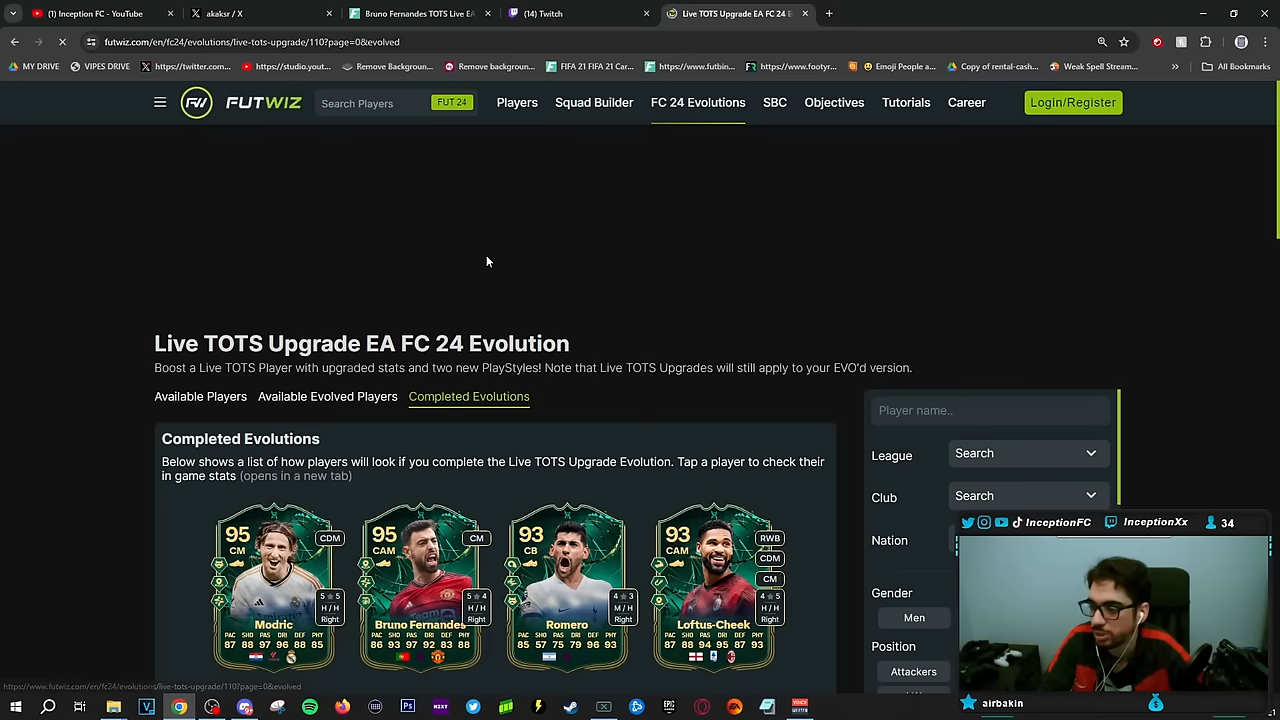 (1) Inception FC - YouTube
akaksr / X
Bruno Fernandes TOTS Live EA
(14) Twitch
Live TOTS Upgrade EA FC 24 E
futwiz.com/en/fc24/evolutions/live-tots-upgrade/110?page=0&evolved
MY DRIVE
VIPES DRIVE
https://twitter.com...
https://studio.yout...
Remove Backgroun...
Remove backgroun...
FIFA 21 FIFA 21 Car...
https://www.futbin...
https://www.footyr...
Emoji People a...
Copy of rental-cash...
Weak Spell Stream...
All Bookmarks
FUTWIZ
Search Players
FUT 24
Players
Squad Builder
FC 24 Evolutions
SBC
Objectives
Tutorials
Career
Login/Register
Live TOTS Upgrade EA FC 24 Evolution
Boost a Live TOTS Player with upgraded stats and two new PlayStyles! Note that Live TOTS Upgrades will still apply to your EVO'd version.
Available Players
Available Evolved Players
Completed Evolutions
Completed Evolutions
Below shows a list of how players will look if you complete the Live TOTS Upgrade Evolution. Tap a player to check their
in game stats (opens in a new tab)
95
CM
CDM
5★5
H / H
Right
Modric
PAC SHO PAS DRI DEF PHY
87 88 97 96 88 85
95
CAM
CM
5★4
H / H
Right
Bruno Fernandes
PAC SHO PAS DRI DEF PHY
86 93 97 92 83 88
93
CB
4★3
M / H
Right
Romero
PAC SHO PAS DRI DEF PHY
85 57 75 79 96 93
93
CAM
RWB
CDM
CM
4★5
H / H
Right
Loftus-Cheek
PAC SHO PAS DRI DEF PHY
87 88 94 95 87 93
Player name..
League
Search
Club
Search
Nation
Gender
Men
Position
Attackers
InceptionFC
InceptionXx
34
airbakin
https://www.futwiz.com/en/fc24/evolutions/live-tots-upgrade/110?page=0&evolved